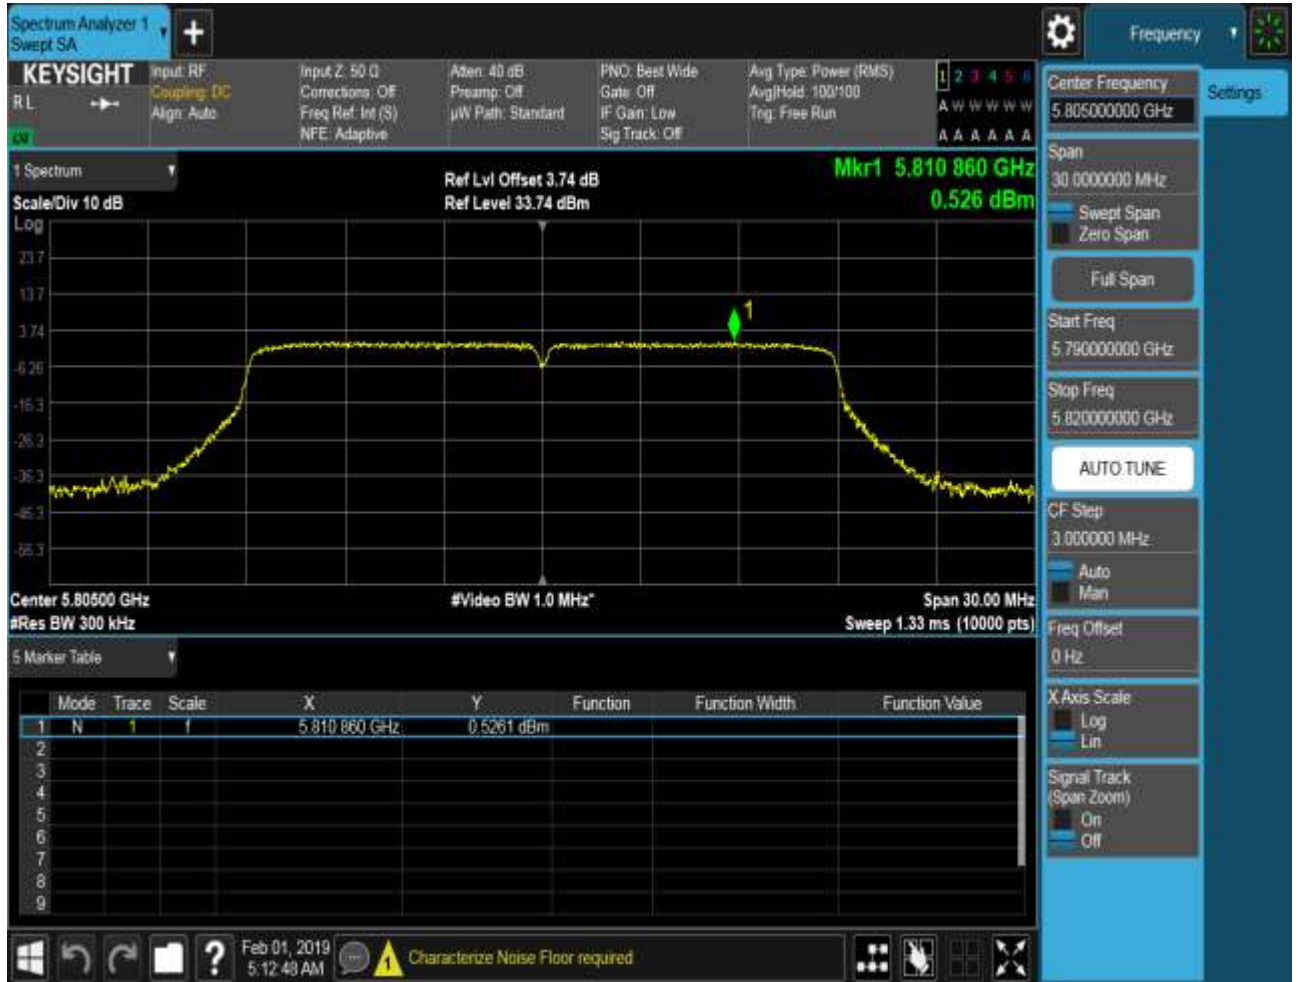 Spectrum Analyzer 1
Swept SA
+
Frequency
KEYSIGHT
RL
Input: RF
Coupling: DC
Align: Auto
Input Z: 50 Ω
Corrections: Off
Freq Ref: Int (S)
NFE: Adaptive
Atten: 40 dB
Preamp: Off
µW Path: Standard
PNO: Best Wide
Gate: Off
IF Gain: Low
Sig Track: Off
Avg Type: Power (RMS)
Avg|Hold: 100/100
Trig: Free Run
1 2 3 4 5 6
A W W W W W
A A A A A A
1 Spectrum
Scale/Div 10 dB
Log
Ref Lvl Offset 3.74 dB
Ref Level 33.74 dBm
Mkr1 5.810 860 GHz
0.526 dBm
23.7
13.7
3.74
-6.26
-16.3
-26.3
-36.3
-46.3
-56.3
1
Center 5.80500 GHz
#Res BW 300 kHz
#Video BW 1.0 MHz*
Span 30.00 MHz
Sweep 1.33 ms (10000 pts)
5 Marker Table
Mode Trace Scale X Y Function Function Width Function Value
1 N 1 f 5.810 860 GHz 0.5261 dBm
2
3
4
5
6
7
8
9
Feb 01, 2019
5:12:48 AM
?
1
Characterize Noise Floor required
Settings
Center Frequency
5.805000000 GHz
Span
30.0000000 MHz
Swept Span
Zero Span
Full Span
Start Freq
5.790000000 GHz
Stop Freq
5.820000000 GHz
AUTO TUNE
CF Step
3.000000 MHz
Auto
Man
Freq Offset
0 Hz
X Axis Scale
Log
Lin
Signal Track
(Span Zoom)
On
Off